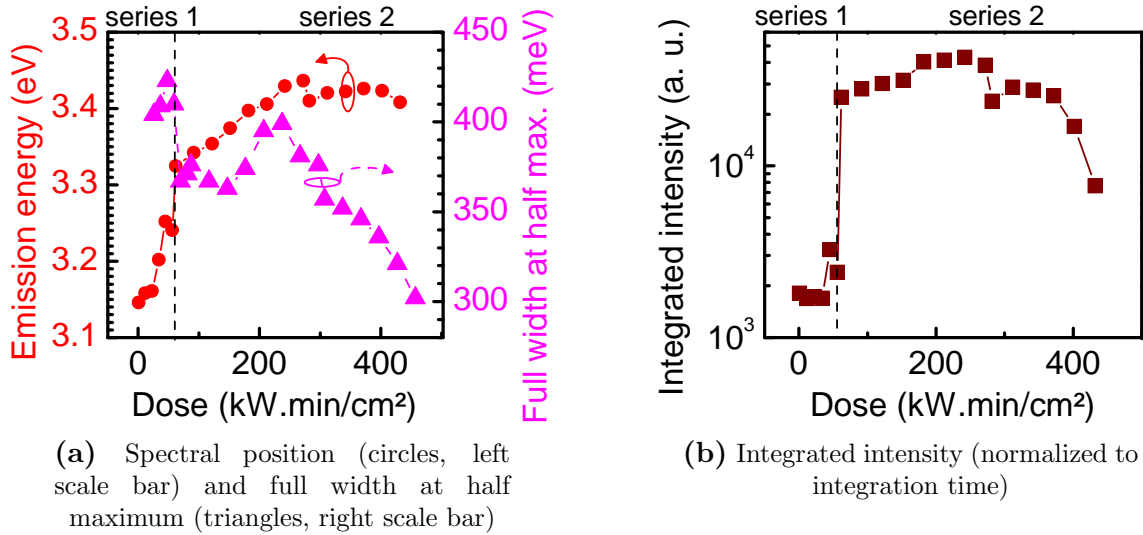 series 1 series 2
3.5
3.4
3.3
3.2
3.1
Emission energy (eV)
450
400
350
300
Full width at half max. (meV)
0 200 400
Dose (kW.min/cm²)
(a) Spectral position (circles, left
scale bar) and full width at half
maximum (triangles, right scale bar)
series 1 series 2
10⁴
10³
Integrated intensity (a. u.)
0 200 400
Dose (kW.min/cm²)
(b) Integrated intensity (normalized to
integration time)